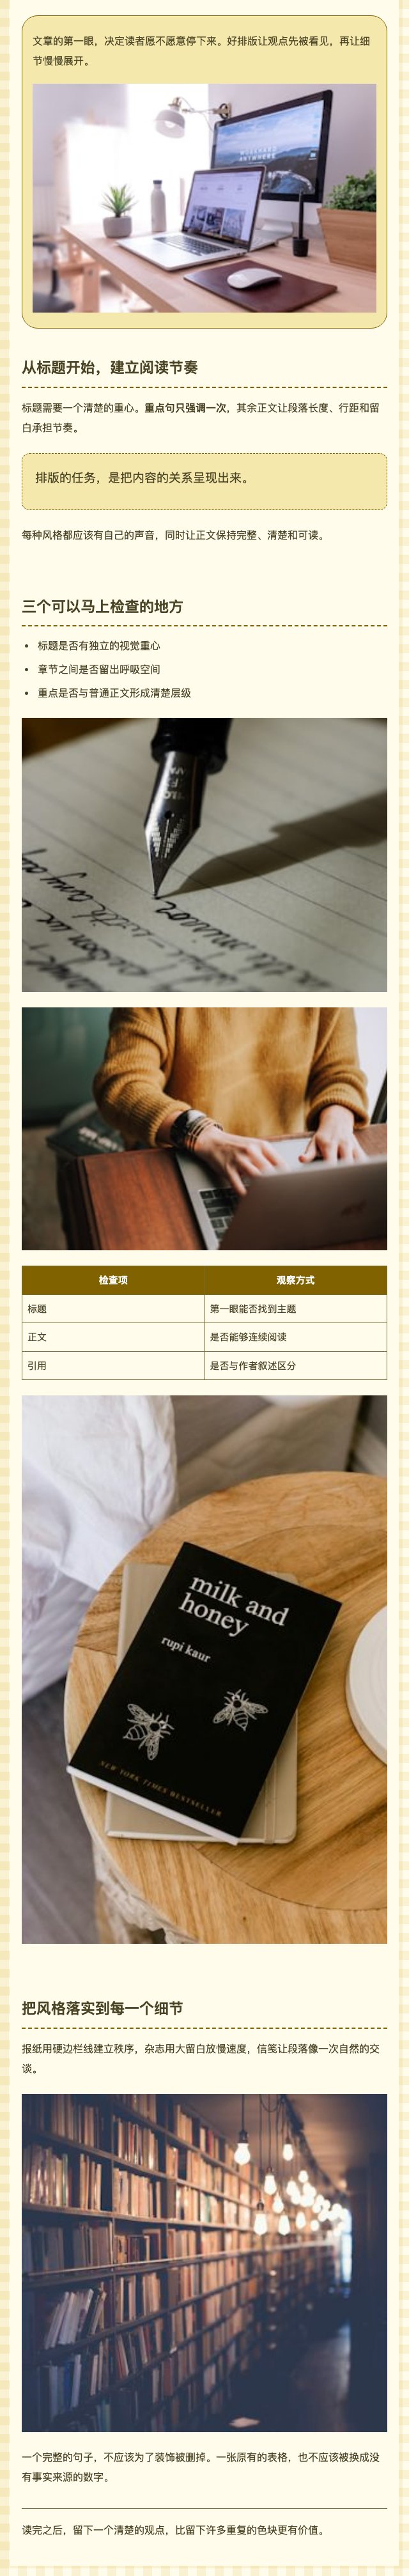 文章的第一眼，决定读者愿不愿意停下来。好排版让观点先被看见，再让细
节慢慢展开。
从标题开始，建立阅读节奏
标题需要一个清楚的重心。重点句只强调一次，其余正文让段落长度、行距和留
白承担节奏。
排版的任务，是把内容的关系呈现出来。
每种风格都应该有自己的声音，同时让正文保持完整、清楚和可读。
三个可以马上检查的地方
标题是否有独立的视觉重心
章节之间是否留出呼吸空间
重点是否与普通正文形成清楚层级
检查项 观察方式
标题 第一眼能否找到主题
正文 是否能够连续阅读
引用 是否与作者叙述区分
milk and
honey
rupi kaur
NEW YORK TIMES BESTSELLER
把风格落实到每一个细节
报纸用硬边栏线建立秩序，杂志用大留白放慢速度，信笺让段落像一次自然的交
谈。
一个完整的句子，不应该为了装饰被删掉。一张原有的表格，也不应该被换成没
有事实来源的数字。
读完之后，留下一个清楚的观点，比留下许多重复的色块更有价值。